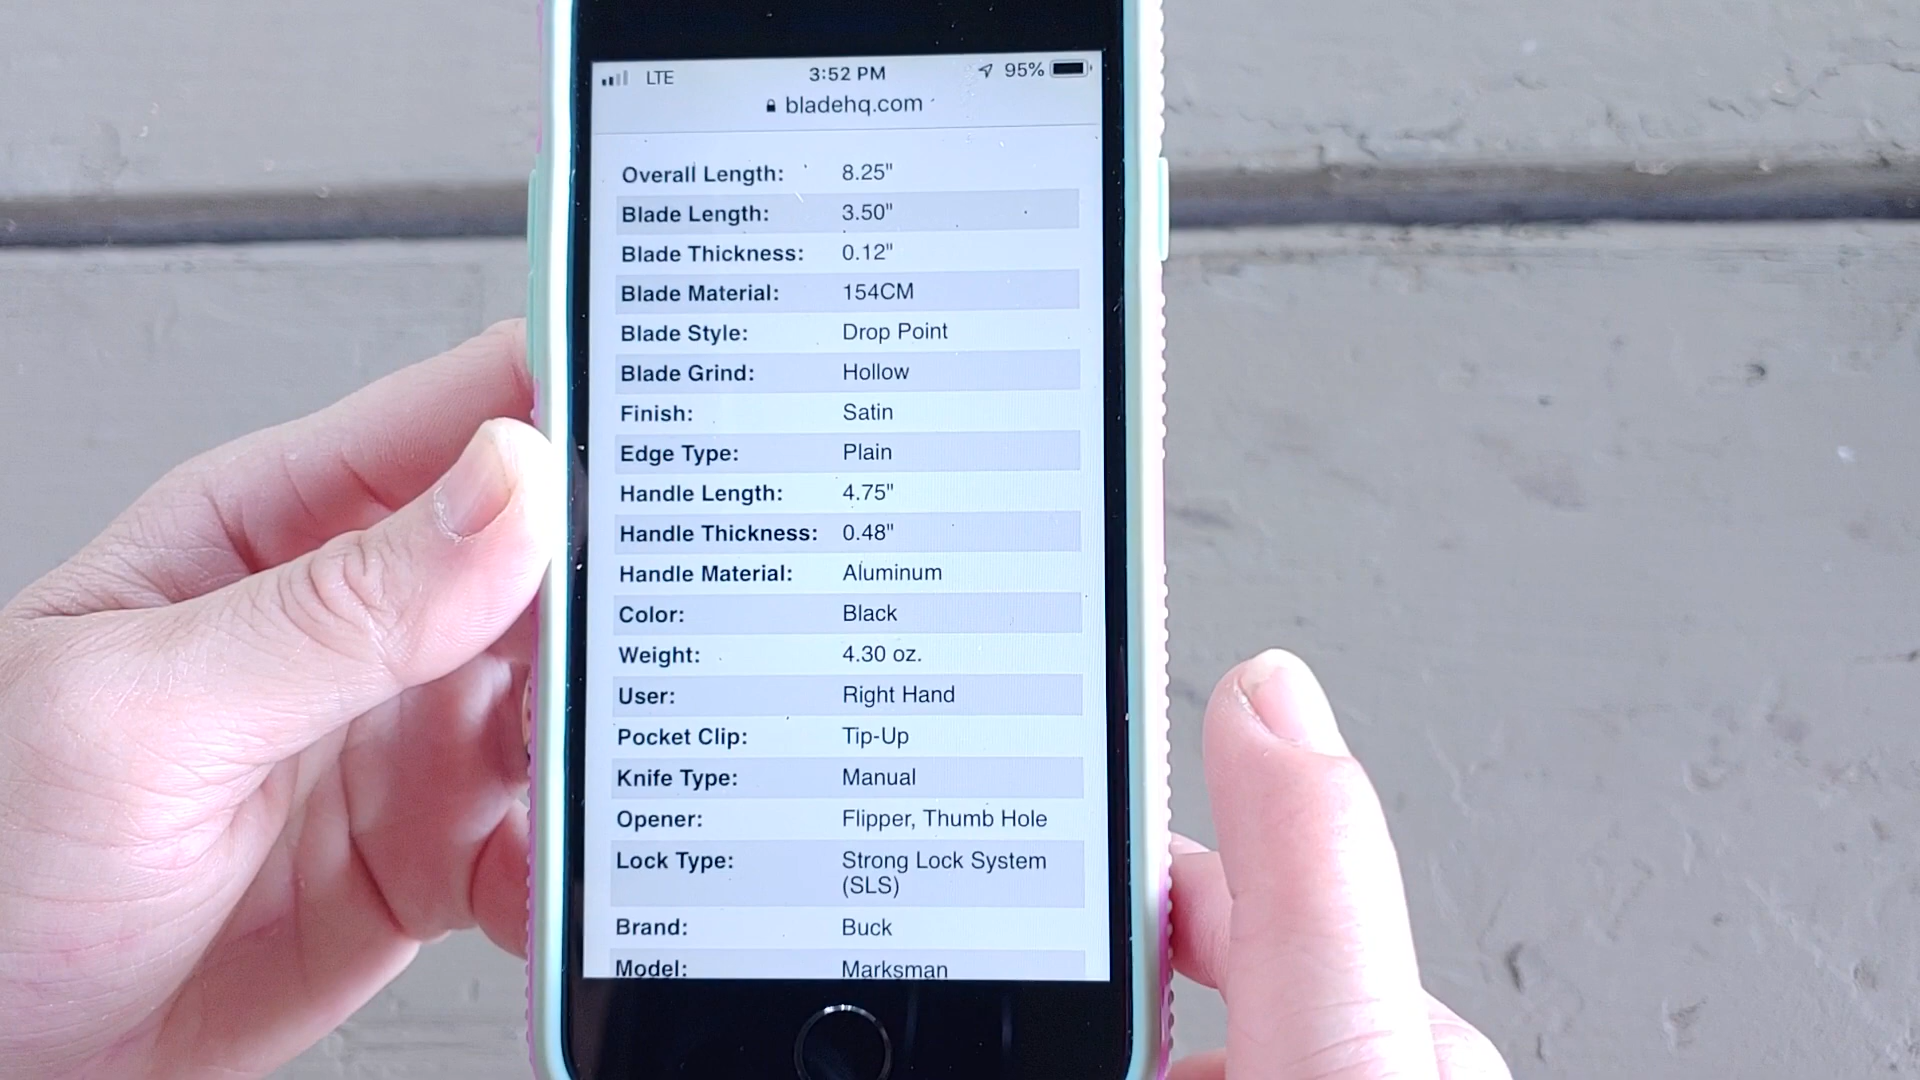 LTE 3:52 PM 95%
bladehq.com
Overall Length: 8.25"
Blade Length: 3.50"
Blade Thickness: 0.12"
Blade Material: 154CM
Blade Style: Drop Point
Blade Grind: Hollow
Finish: Satin
Edge Type: Plain
Handle Length: 4.75"
Handle Thickness: 0.48"
Handle Material: Aluminum
Color: Black
Weight: 4.30 oz.
User: Right Hand
Pocket Clip: Tip-Up
Knife Type: Manual
Opener: Flipper, Thumb Hole
Lock Type: Strong Lock System
(SLS)
Brand: Buck
Model: Marksman